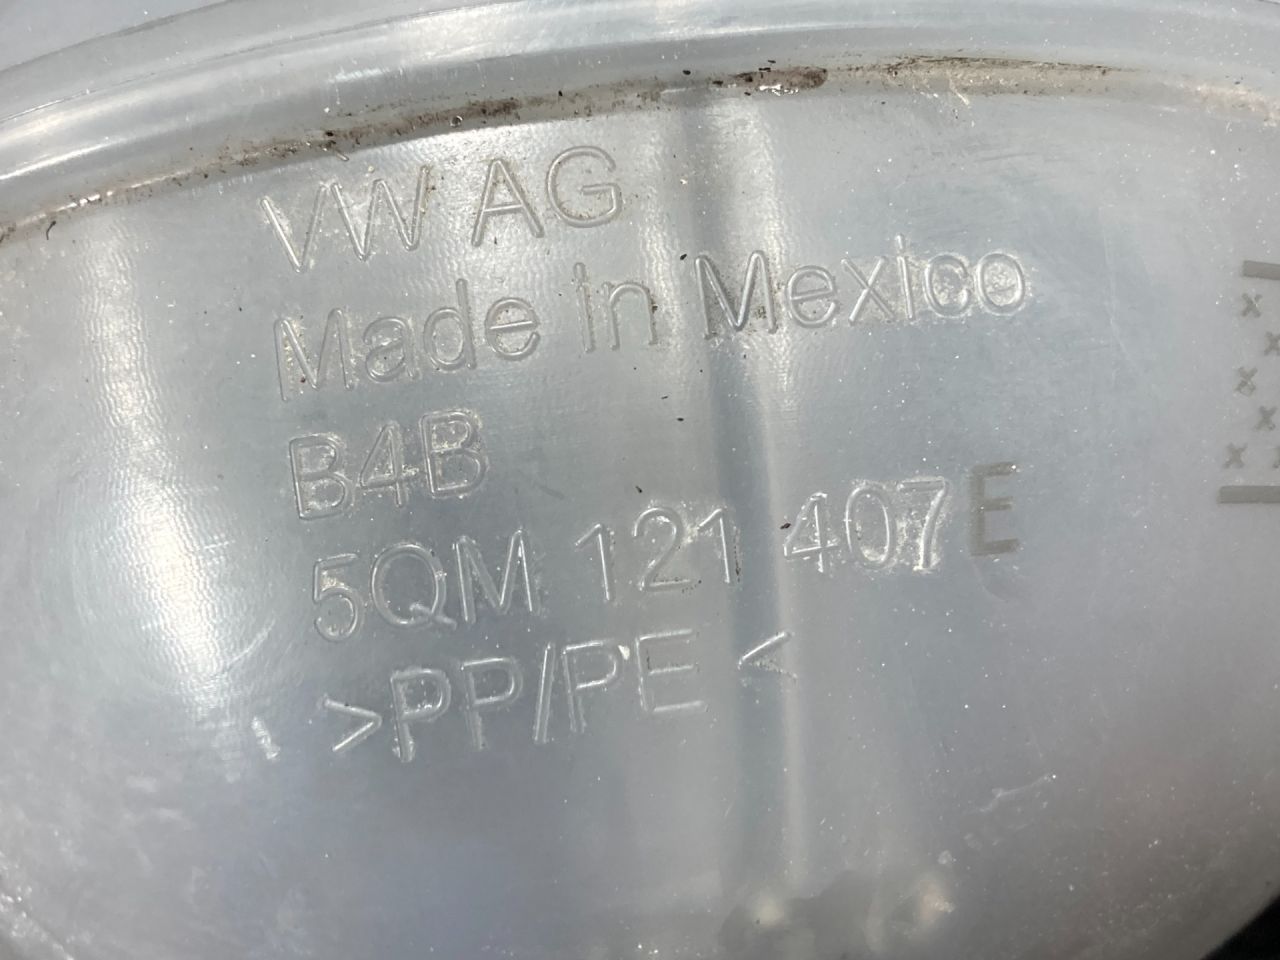 VW AG
Made in Mexico
B4B
5QM 121 407 E
>PP/PE <